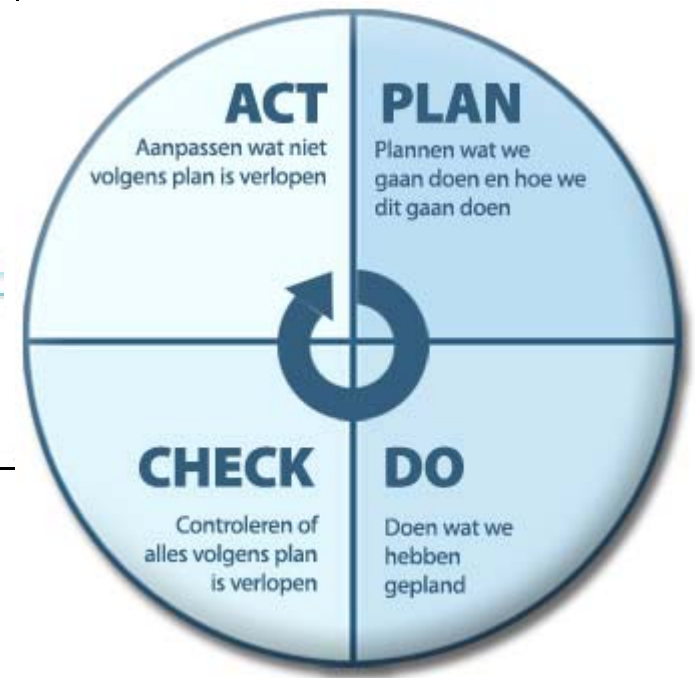 ACT
Aanpassen wat niet
volgens plan is verlopen
PLAN
Plannen wat we
gaan doen en hoe we
dit gaan doen
CHECK
Controleren of
alles volgens plan
is verlopen
DO
Doen wat we
hebben
gepland